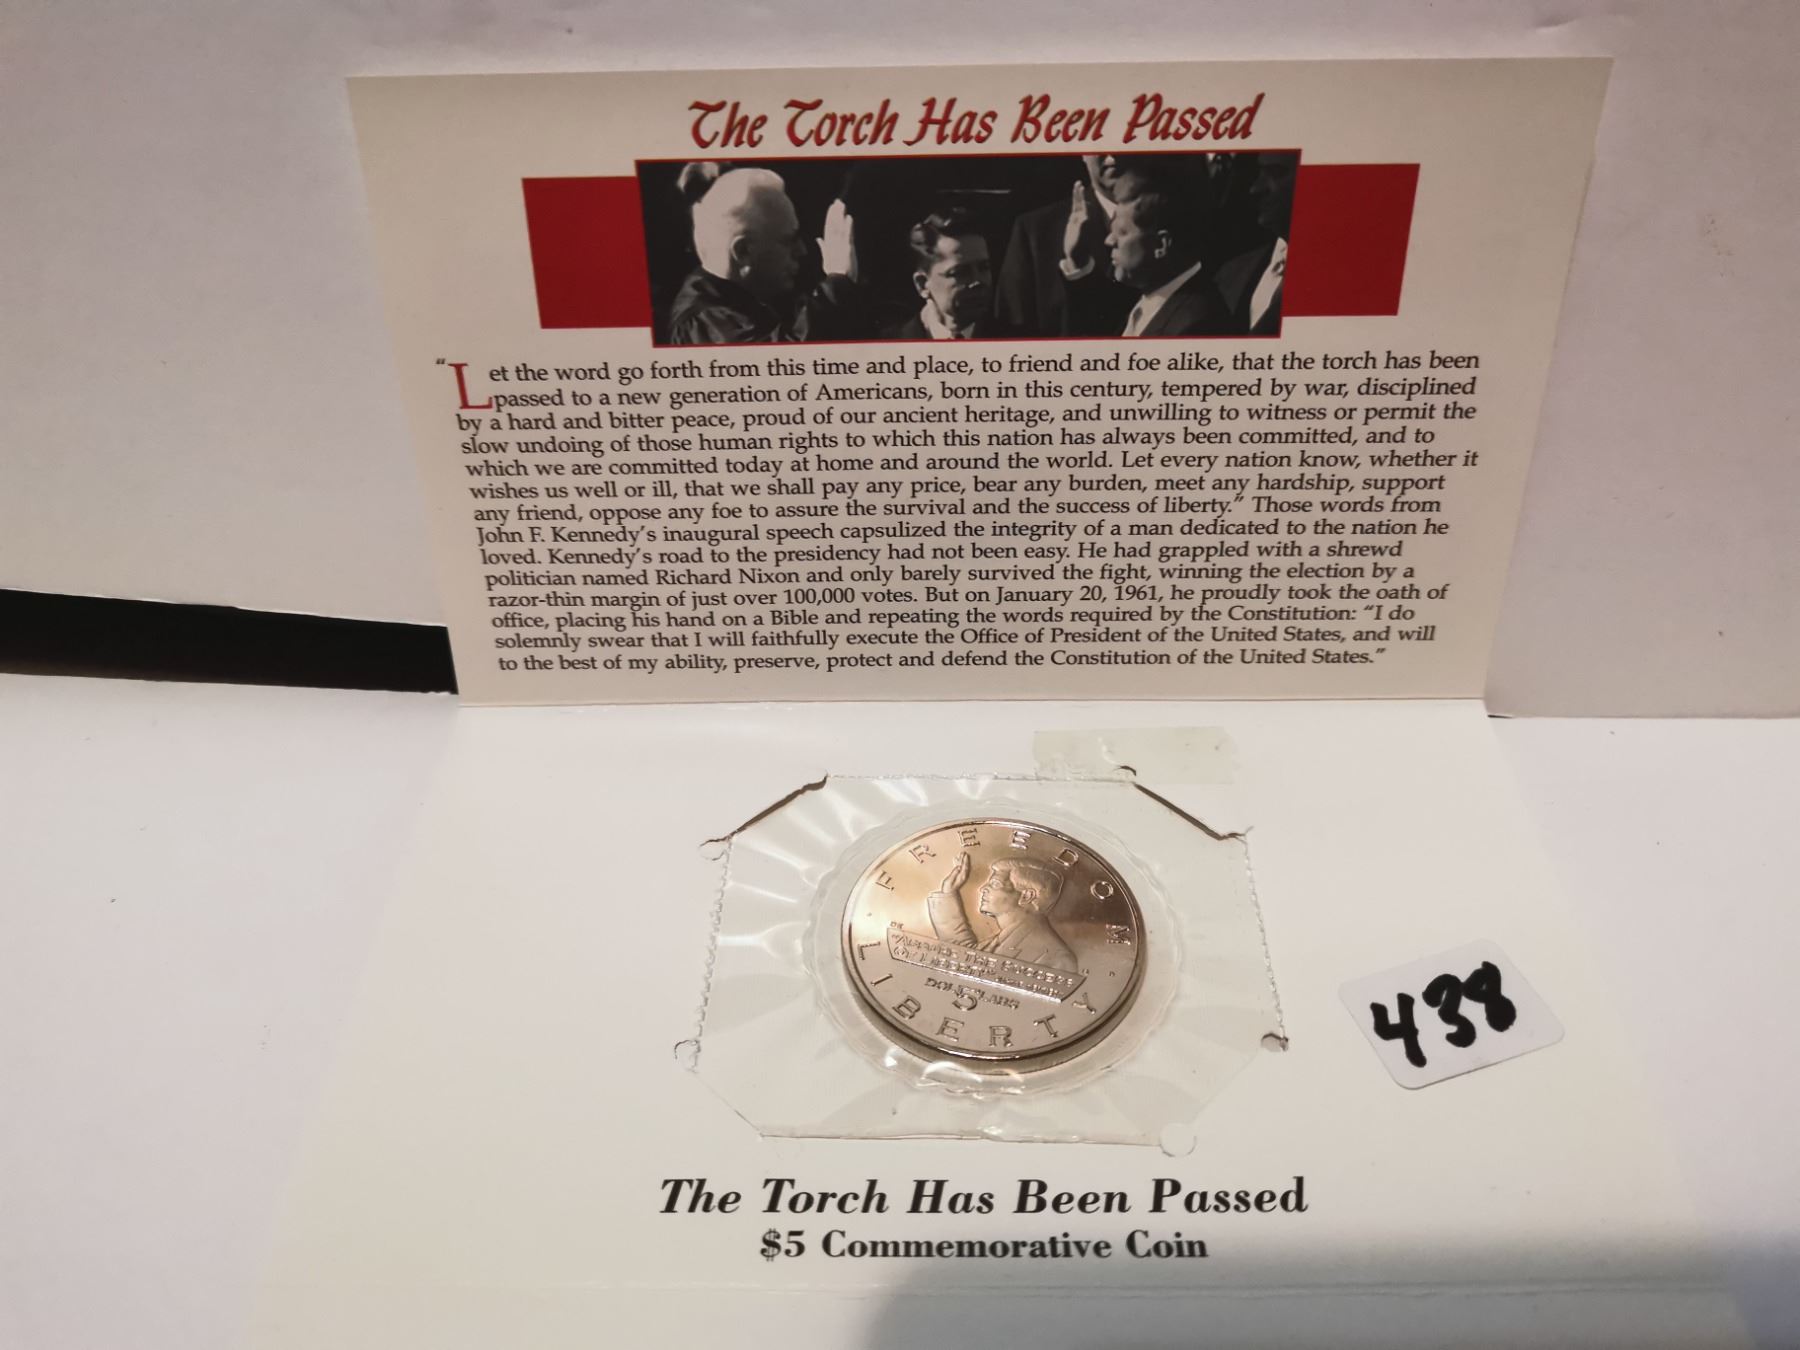 The Torch Has Been Passed
"Let the word go forth from this time and place, to friend and foe alike, that the torch has been
passed to a new generation of Americans, born in this century, tempered by war, disciplined
by a hard and bitter peace, proud of our ancient heritage, and unwilling to witness or permit the
slow undoing of those human rights to which this nation has always been committed, and to
which we are committed today at home and around the world. Let every nation know, whether it
wishes us well or ill, that we shall pay any price, bear any burden, meet any hardship, support
any friend, oppose any foe to assure the survival and the success of liberty." Those words from
John F. Kennedy's inaugural speech capsulized the integrity of a man dedicated to the nation he
loved. Kennedy's road to the presidency had not been easy. He had grappled with a shrewd
politician named Richard Nixon and only barely survived the fight, winning the election by a
razor-thin margin of just over 100,000 votes. But on January 20, 1961, he proudly took the oath of
office, placing his hand on a Bible and repeating the words required by the Constitution: "I do
solemnly swear that I will faithfully execute the Office of President of the United States, and will
to the best of my ability, preserve, protect and defend the Constitution of the United States."
FREEDOM
"Assure The Success
Of Liberty"
5
DOLLARS
LIBERTY
438
The Torch Has Been Passed
$5 Commemorative Coin